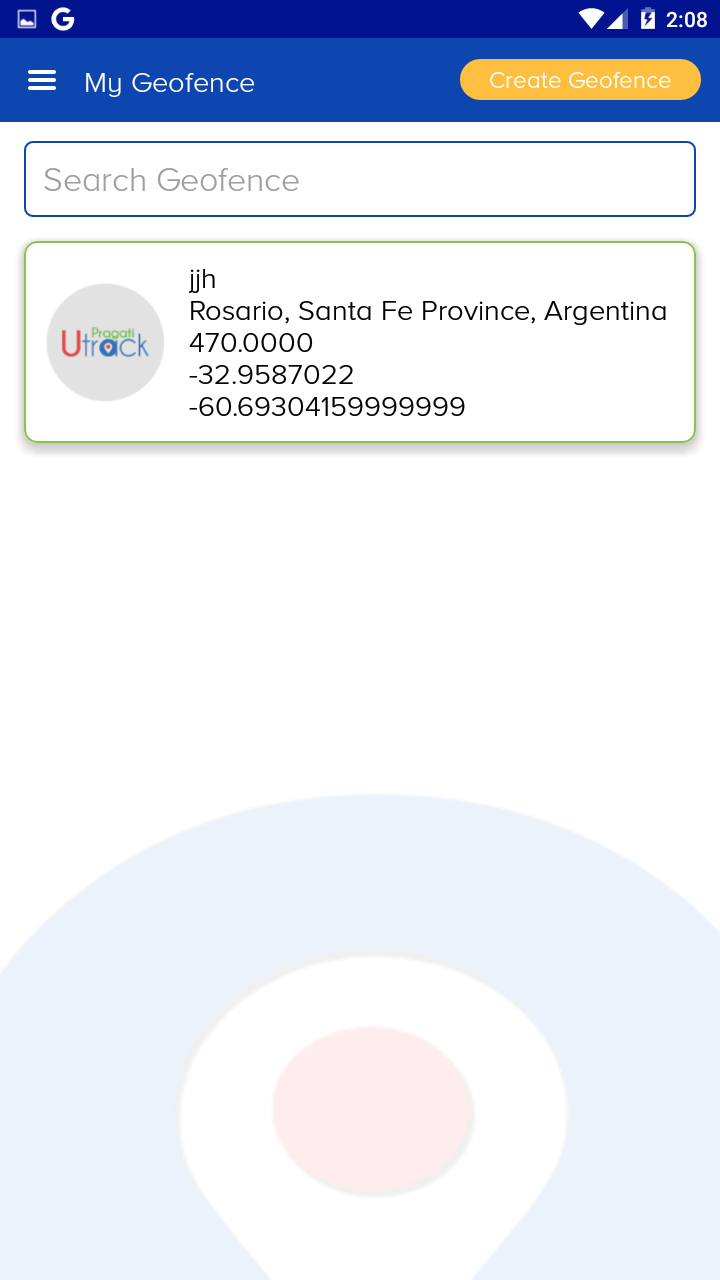 2:08
My Geofence
Create Geofence
Search Geofence
jjh
Rosario, Santa Fe Province, Argentina
470.0000
-32.9587022
-60.69304159999999
Pragati
Utrack